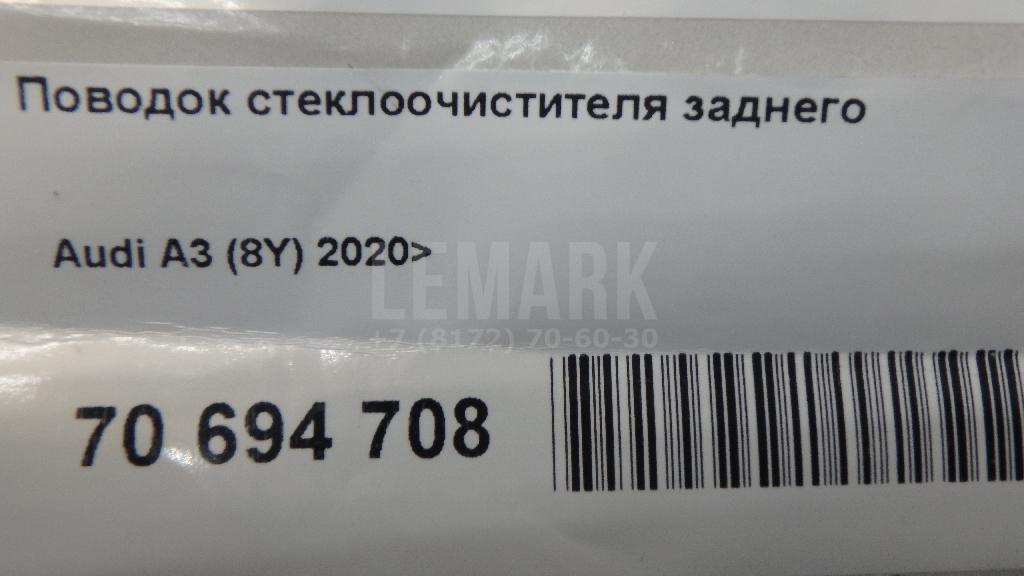 Поводок стеклоочистителя заднего
Audi A3 (8Y) 2020>
LEMARK
+7 (8172) 70-60-30
70 694 708